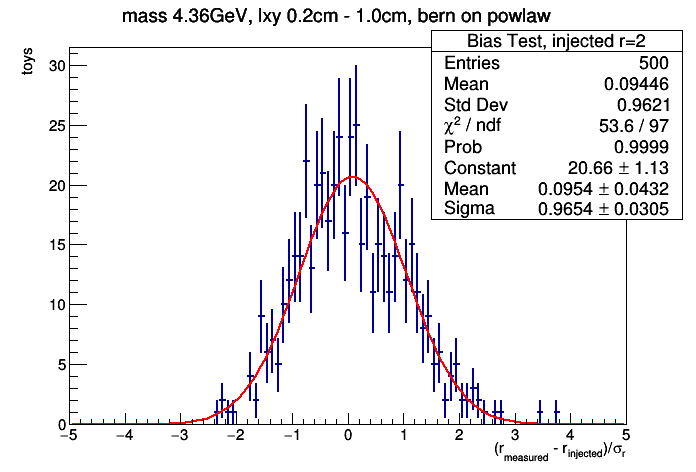 mass 4.36GeV, lxy 0.2cm - 1.0cm, bern on powlaw
Bias Test, injected r=2
Entries 500
Mean 0.09446
Std Dev 0.9621
χ² / ndf 53.6 / 97
Prob 0.9999
Constant 20.66 ± 1.13
Mean 0.0954 ± 0.0432
Sigma 0.9654 ± 0.0305
toys
30
25
20
15
10
5
0
−5 −4 −3 −2 −1 0 1 2 3 4 5
(r_measured - r_injected)/σ_r